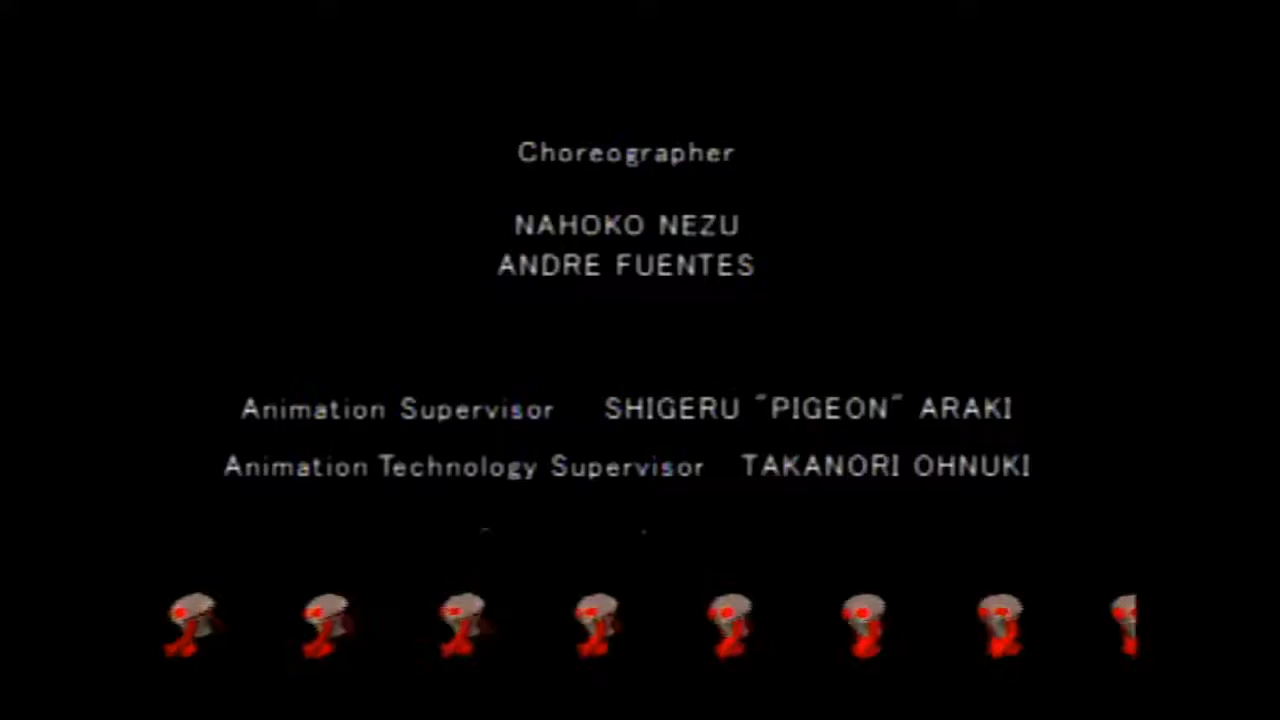 Choreographer
NAHOKO NEZU
ANDRE FUENTES
Animation Supervisor SHIGERU "PIGEON" ARAKI
Animation Technology Supervisor TAKANORI OHNUKI